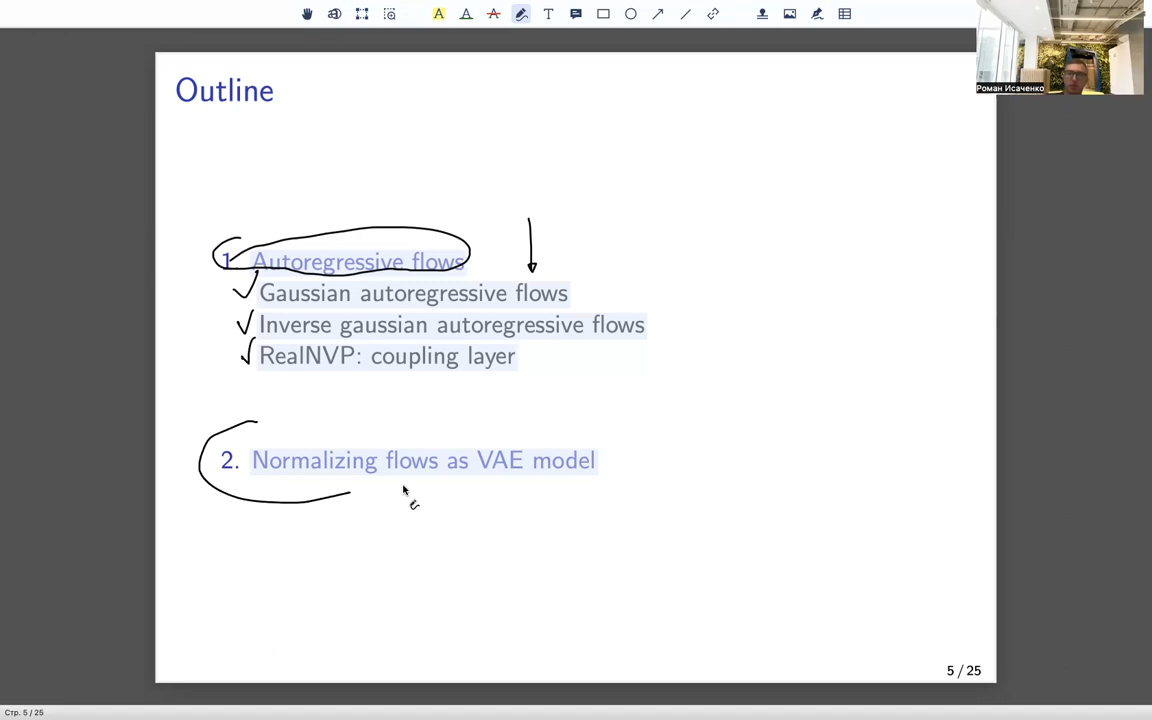 Роман Исаченко
Outline
1. Autoregressive flows
Gaussian autoregressive flows
Inverse gaussian autoregressive flows
RealNVP: coupling layer
2. Normalizing flows as VAE model
5 / 25
Стр. 5 / 25